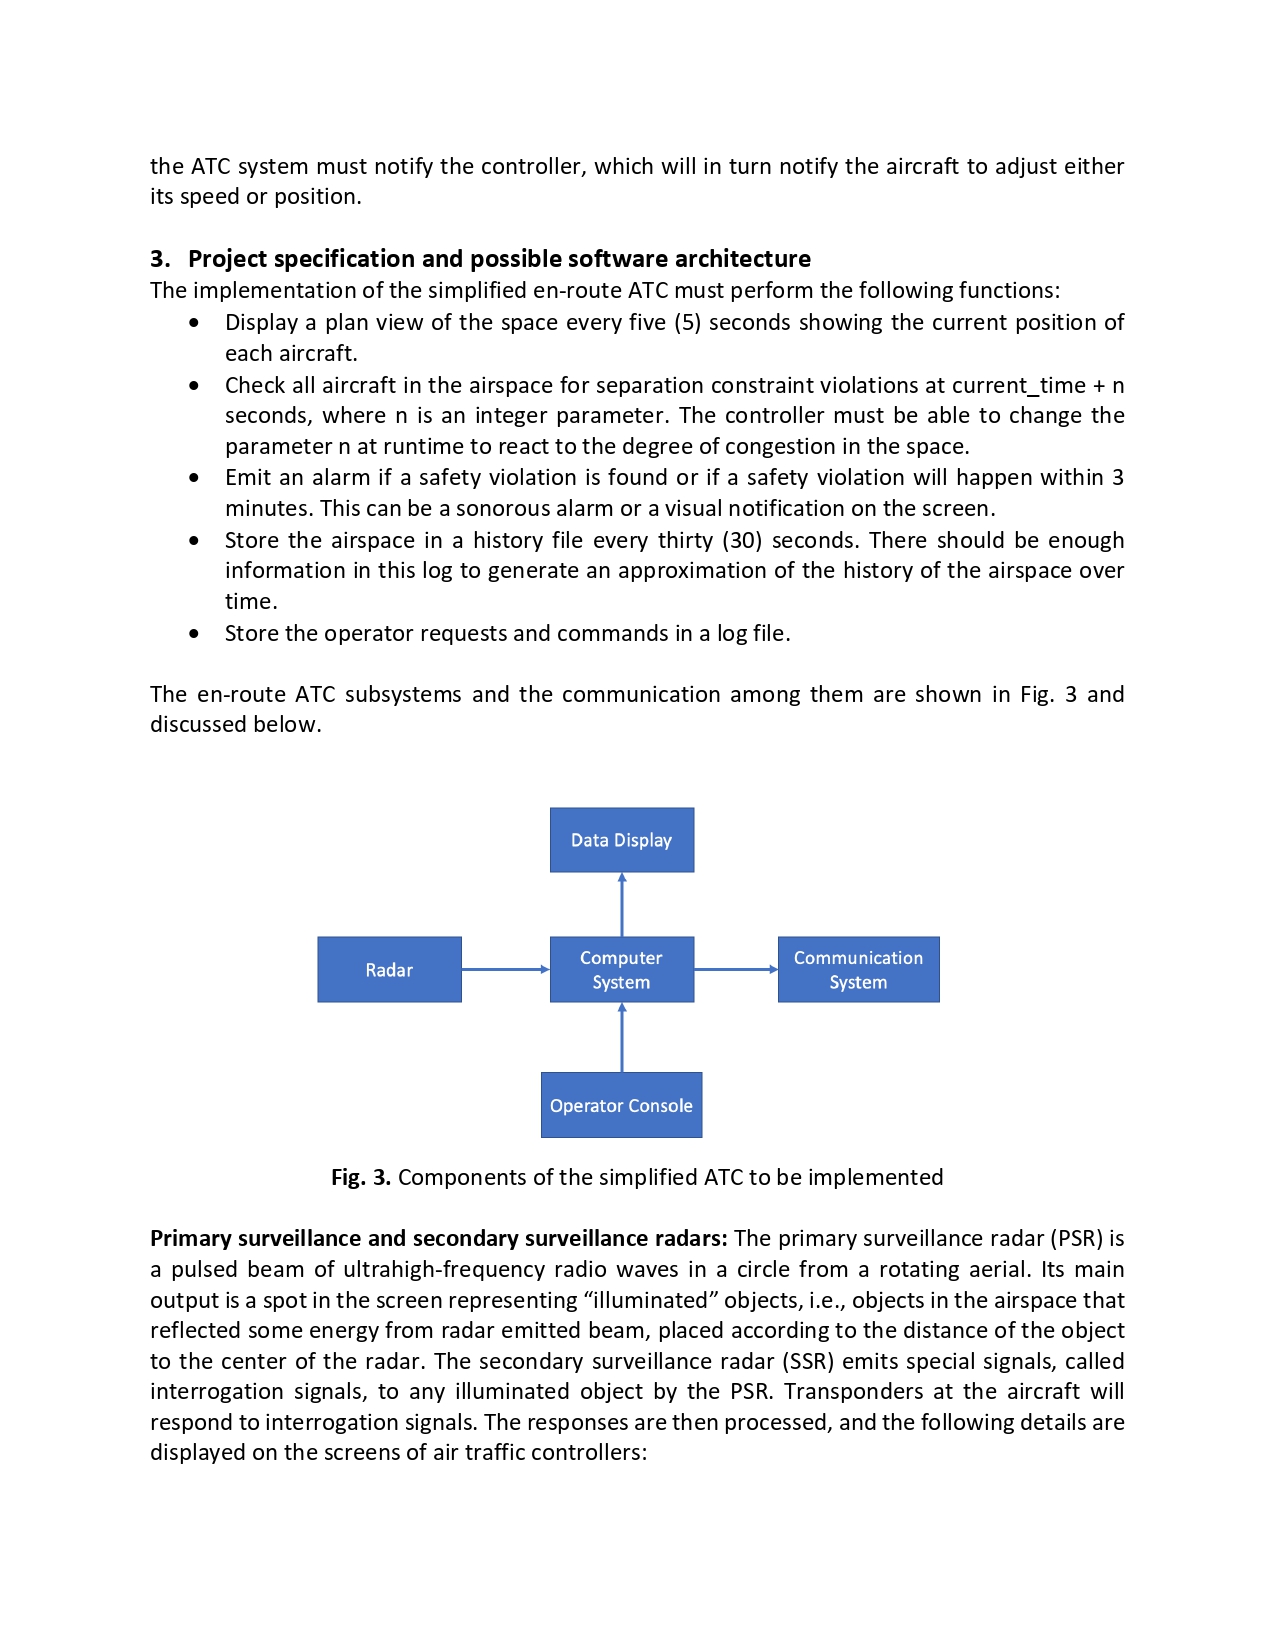 the ATC system must notify the controller, which will in turn notify the aircraft to adjust either
its speed or position.
3. Project specification and possible software architecture
The implementation of the simplified en-route ATC must perform the following functions:
• Display a plan view of the space every five (5) seconds showing the current position of
each aircraft.
• Check all aircraft in the airspace for separation constraint violations at current_time + n
seconds, where n is an integer parameter. The controller must be able to change the
parameter n at runtime to react to the degree of congestion in the space.
• Emit an alarm if a safety violation is found or if a safety violation will happen within 3
minutes. This can be a sonorous alarm or a visual notification on the screen.
• Store the airspace in a history file every thirty (30) seconds. There should be enough
information in this log to generate an approximation of the history of the airspace over
time.
• Store the operator requests and commands in a log file.
The en-route ATC subsystems and the communication among them are shown in Fig. 3 and
discussed below.
Data Display
Radar
Computer
System
Communication
System
Operator Console
Fig. 3. Components of the simplified ATC to be implemented
Primary surveillance and secondary surveillance radars: The primary surveillance radar (PSR) is
a pulsed beam of ultrahigh-frequency radio waves in a circle from a rotating aerial. Its main
output is a spot in the screen representing “illuminated” objects, i.e., objects in the airspace that
reflected some energy from radar emitted beam, placed according to the distance of the object
to the center of the radar. The secondary surveillance radar (SSR) emits special signals, called
interrogation signals, to any illuminated object by the PSR. Transponders at the aircraft will
respond to interrogation signals. The responses are then processed, and the following details are
displayed on the screens of air traffic controllers: